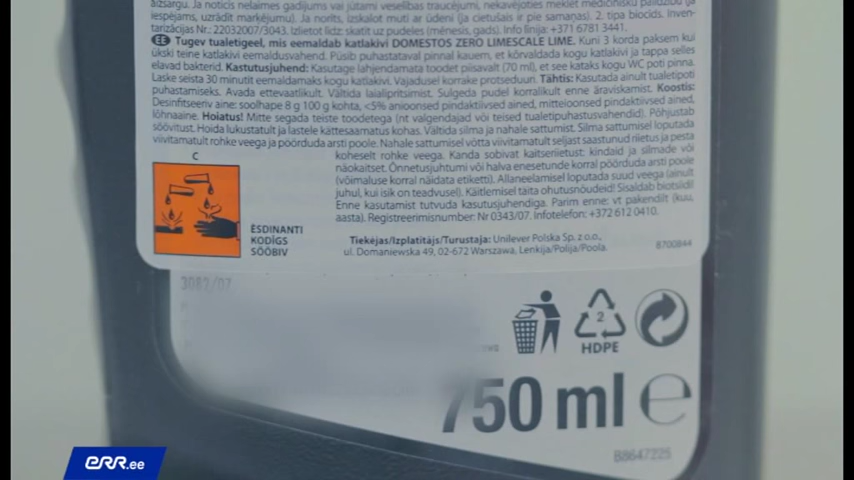 aizsargu. Ja noticis nelaimes gadījums vai jūtami veselības traucējumi, nekavējoties meklēt medicīnisku palīdzību (ja
iespējams, uzrādīt marķējumu). Ja norīts, izskalot muti ar ūdeni (ja cietušais ir pie samaņas). 2. tipa biocīds. Inven-
tarizācijas Nr.: 22032007/3043. Izlietot līdz: skatīt uz pudeles (mēnesis, gads). Info līnija: +371 6781 3441.
EE Tugev tualetigeel, mis eemaldab katlakivi DOMESTOS ZERO LIMESCALE LIME. Kuni 3 korda paksem kui
ükski teine katlakivi eemaldusvahend. Püsib puhastataval pinnal kauem, et kõrvaldada kogu katlakivi ja tappa selles
elavad bakterid. Kasutusjuhend: Kasutage lahjendamata toodet piisavalt (70 ml), et see kataks kogu WC poti pinna.
Laske seista 30 minutit eemaldamaks kogu katlakivi. Vajadusel korrake protseduuri. Tähtis: Kasutada ainult tualetipoti
puhastamiseks. Avada ettevaatlikult. Vältida laialipritsimist. Sulgeda pudel korralikult enne äraviskamist. Koostis:
Desinfitseeriv aine: soolhape 8 g 100 g kohta, <5% anioonsed pindaktiivsed ained, mitteioonsed pindaktiivsed ained,
lõhnaaine. Hoiatus! Mitte segada teiste toodetega (nt valgendajad või teised tualetipuhastusvahendid). Põhjustab
söövitust. Hoida lukustatult ja lastele kättesaamatus kohas. Vältida silma ja nahale sattumist. Silma sattumisel loputada
viivitamatult rohke veega ja pöörduda arsti poole. Nahale sattumisel võtta viivitamatult seljast saastunud riietus ja pesta
koheselt rohke veega. Kanda sobivat kaitserietust: kindaid ja silmade või
näokaitset. Õnnetusjuhtumi või halva enesetunde korral pöörduda arsti poole
(võimaluse korral näidata etiketti). Allaneelamisel loputada suud veega (ainult
juhul, kui isik on teadvusel). Käitlemisel täita ohutusnõudeid! Sisaldab biotsiidi!
Enne kasutamist tutvuda kasutusjuhendiga. Parim enne: vt pakendilt (kuu,
aasta). Registreerimisnumber: Nr 0343/07. Infotelefon: +372 612 0410.
C
ĖSDINANTI
KODĪGS
SÖÖBIV
Tiekėjas/Izplatītājs/Turustaja: Unilever Polska Sp. z o.o.,
ul. Domaniewska 49, 02-672 Warszawa, Lenkija/Polija/Poola.
8700844
3082/07
2
HDPE
750 ml e
88647225
err.ee